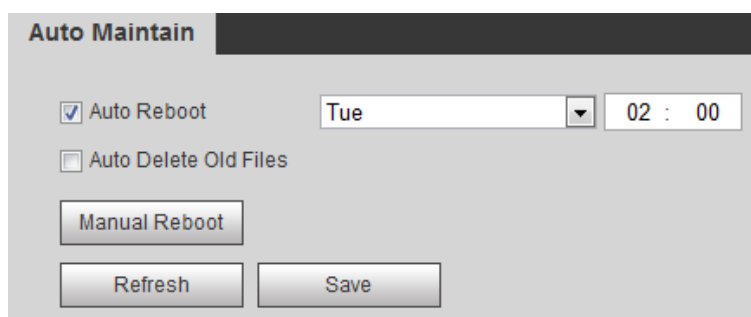 Auto Maintain
Auto Reboot Tue 02 : 00
Auto Delete Old Files
Manual Reboot
Refresh Save